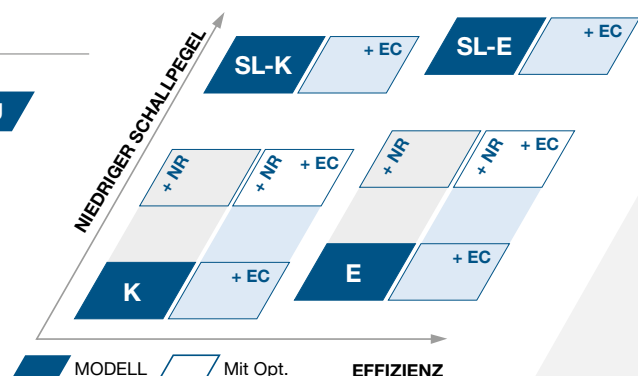 SL-K
+ EC
SL-E
+ EC
NIEDRIGER SCHALLPEGEL
+ NR
+ NR
+ EC
+ NR
+ NR
+ EC
K
+ EC
E
+ EC
MODELL
Mit Opt.
EFFIZIENZ